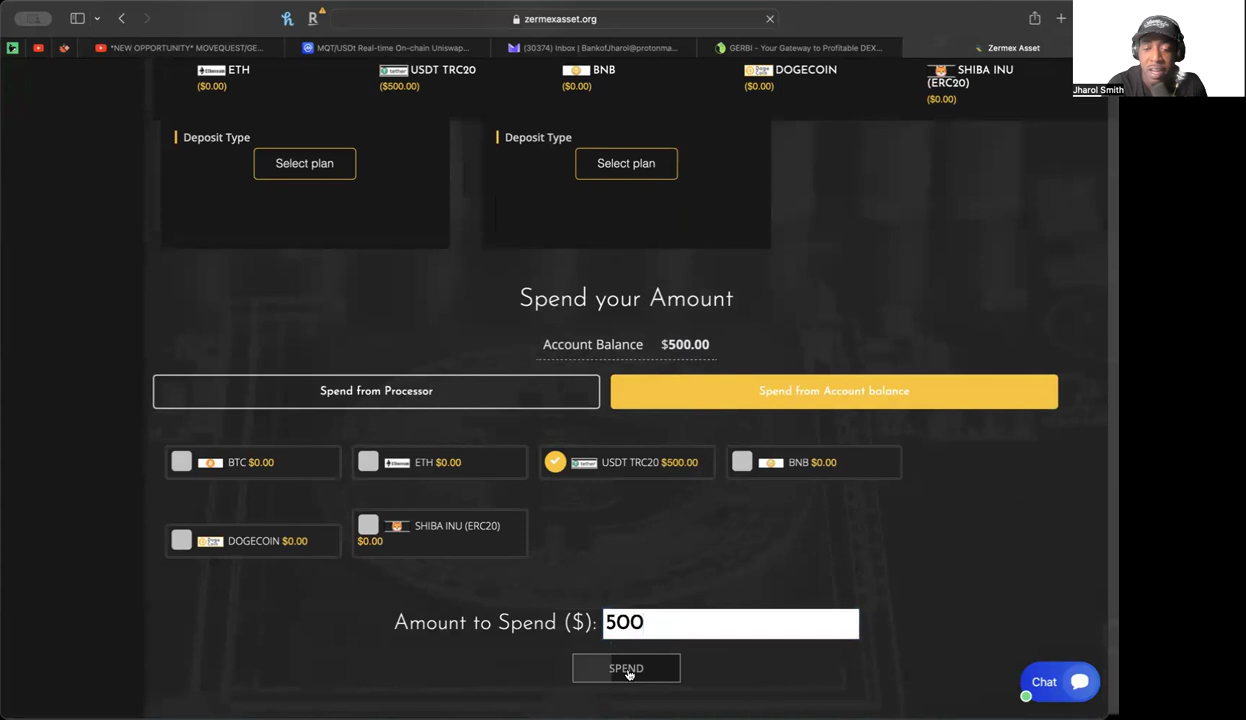 zermexasset.org
*NEW OPPORTUNITY* MOVEQUEST/GE...
MQT/USDt Real-time On-chain Uniswap...
(30374) Inbox | BankofJharol@protonma...
GERBI - Your Gateway to Profitable DEX...
Zermex Asset
Jharol Smith
ETH
($0.00)
USDT TRC20
($500.00)
BNB
($0.00)
DOGECOIN
($0.00)
SHIBA INU
(ERC20)
($0.00)
Deposit Type
Select plan
Deposit Type
Select plan
Spend your Amount
Account Balance $500.00
Spend from Processor
Spend from Account balance
BTC $0.00
ETH $0.00
USDT TRC20 $500.00
BNB $0.00
DOGECOIN $0.00
SHIBA INU (ERC20)
$0.00
Amount to Spend ($): 500
SPEND
Chat